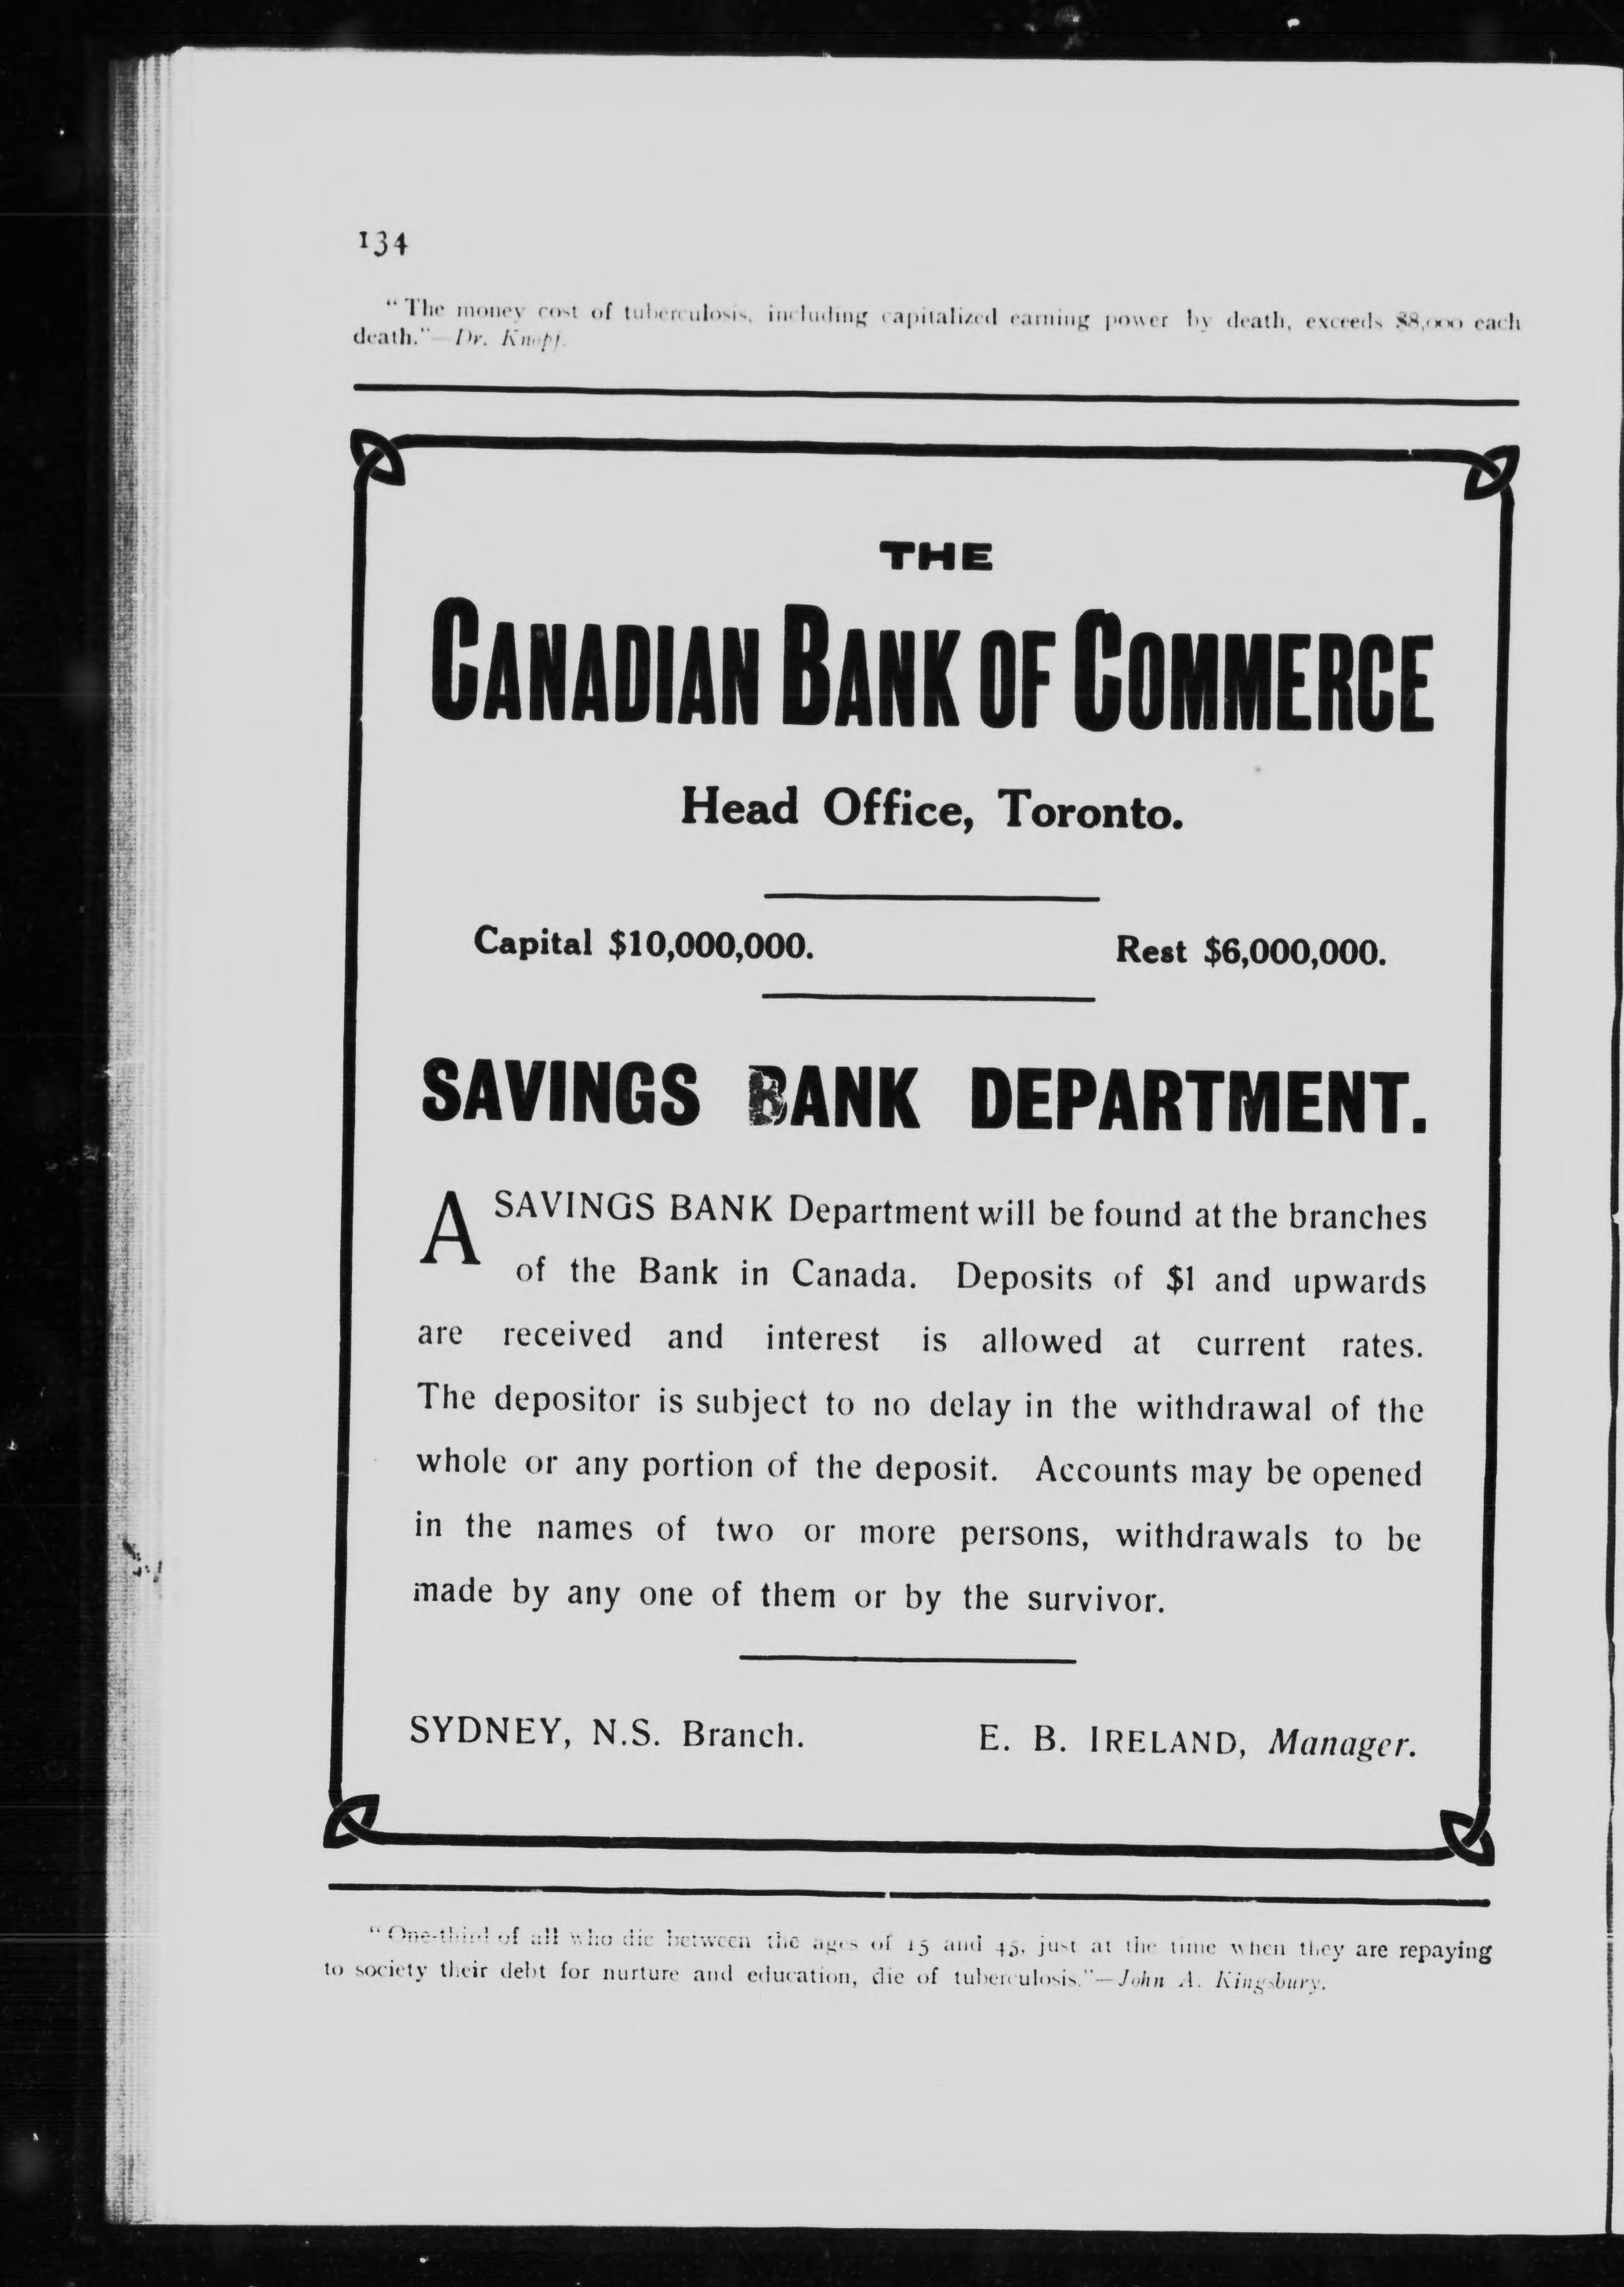 134
"The money cost of tuberculosis, including capitalized earning power by death, exceeds $8,000 each
death."—Dr. Knopf.
THE
CANADIAN BANK OF COMMERCE
Head Office, Toronto.
Capital $10,000,000. Rest $6,000,000.
SAVINGS BANK DEPARTMENT.
A SAVINGS BANK Department will be found at the branches
of the Bank in Canada. Deposits of $1 and upwards
are received and interest is allowed at current rates.
The depositor is subject to no delay in the withdrawal of the
whole or any portion of the deposit. Accounts may be opened
in the names of two or more persons, withdrawals to be
made by any one of them or by the survivor.
SYDNEY, N.S. Branch. E. B. IRELAND, Manager.
"One-third of all who die between the ages of 15 and 45, just at the time when they are repaying
to society their debt for nurture and education, die of tuberculosis."—John A. Kingsbury.